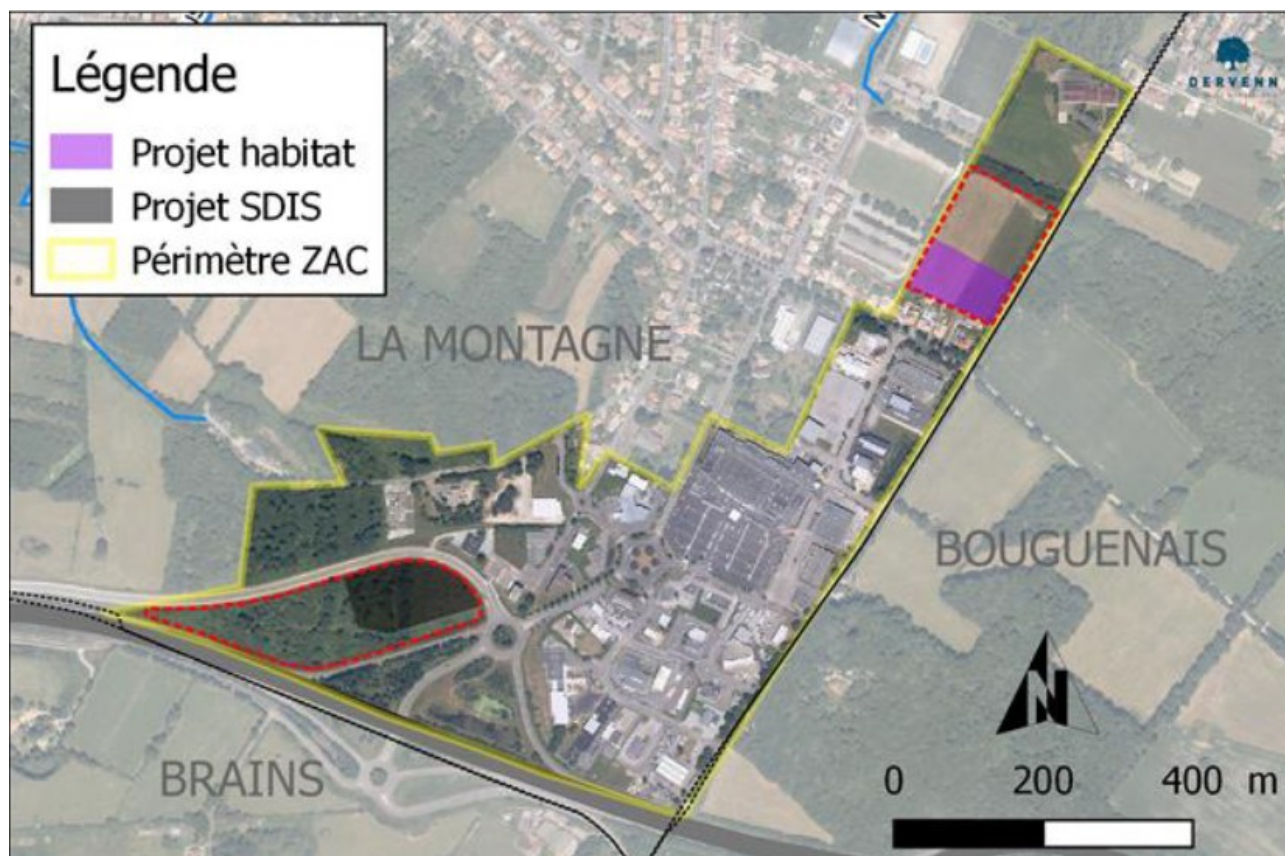 Légende
Projet habitat
Projet SDIS
Périmètre ZAC
N
DERVENN
LA MONTAGNE
BOUGUENAIS
BRAINS
N
0 200 400 m